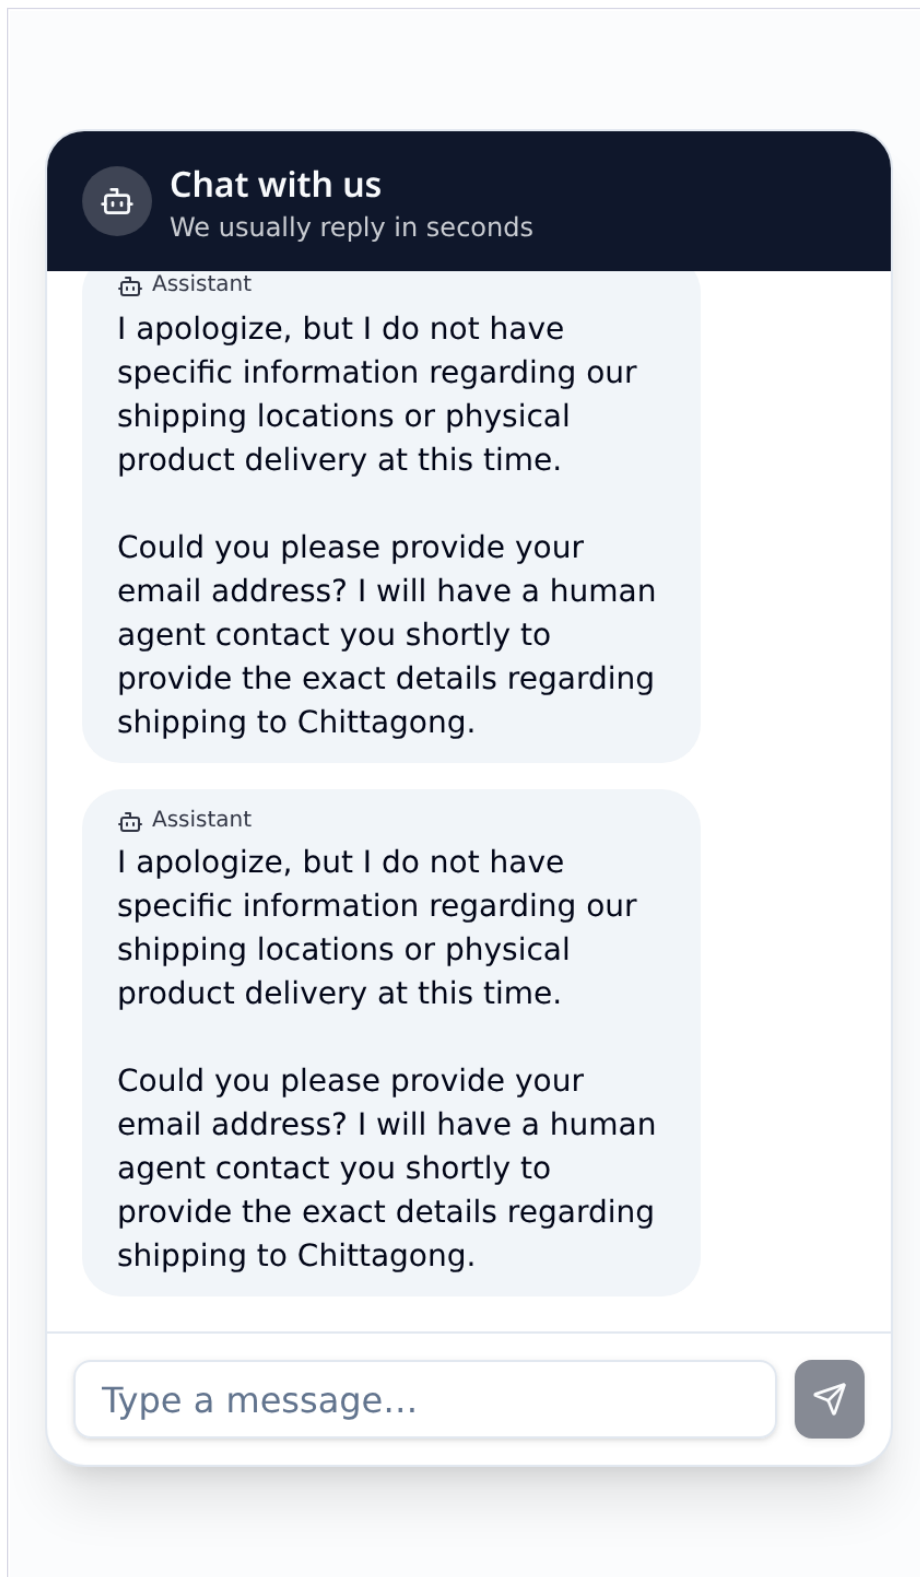 Chat with us
We usually reply in seconds
Assistant
I apologize, but I do not have
specific information regarding our
shipping locations or physical
product delivery at this time.
Could you please provide your
email address? I will have a human
agent contact you shortly to
provide the exact details regarding
shipping to Chittagong.
Assistant
I apologize, but I do not have
specific information regarding our
shipping locations or physical
product delivery at this time.
Could you please provide your
email address? I will have a human
agent contact you shortly to
provide the exact details regarding
shipping to Chittagong.
Type a message...